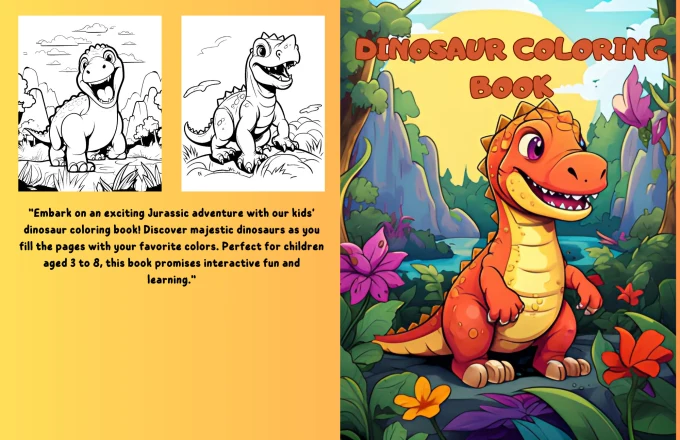 DINOSAUR COLORING
BOOK
"Embark on an exciting Jurassic adventure with our kids'
dinosaur coloring book! Discover majestic dinosaurs as you
fill the pages with your favorite colors. Perfect for children
aged 3 to 8, this book promises interactive fun and
learning."